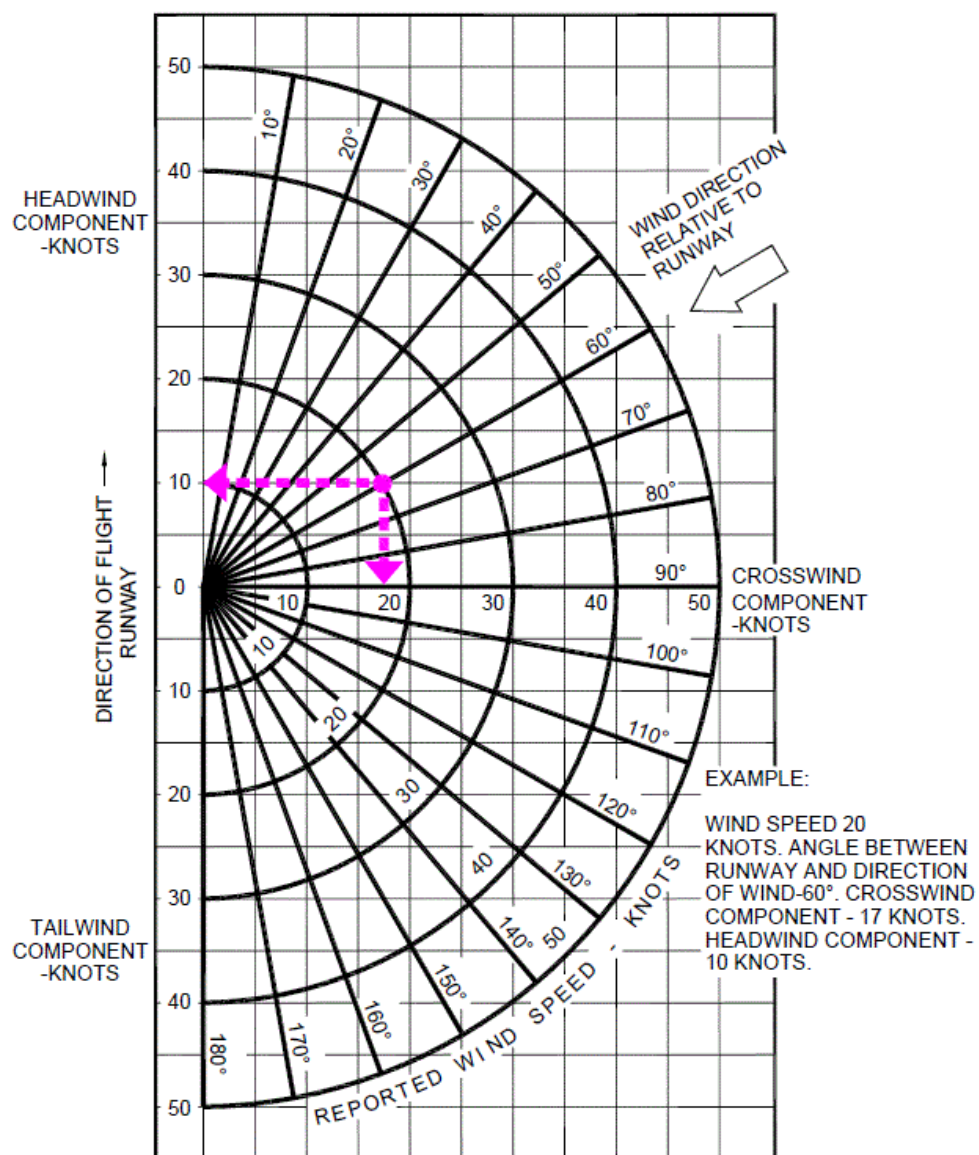 50
10°
20°
30°
40°
50°
60°
70°
80°
90°
100°
110°
120°
130°
140°
150°
160°
170°
180°
40
30
20
10
0
10
20
30
40
50
HEADWIND
COMPONENT
-KNOTS
WIND DIRECTION
RELATIVE TO
RUNWAY
DIRECTION OF FLIGHT
RUNWAY
10
20
30
40
50
CROSSWIND
COMPONENT
-KNOTS
10
20
30
40
50
TAILWIND
COMPONENT
-KNOTS
REPORTED WIND SPEED - KNOTS
EXAMPLE:
WIND SPEED 20
KNOTS. ANGLE BETWEEN
RUNWAY AND DIRECTION
OF WIND-60°. CROSSWIND
COMPONENT - 17 KNOTS.
HEADWIND COMPONENT -
10 KNOTS.